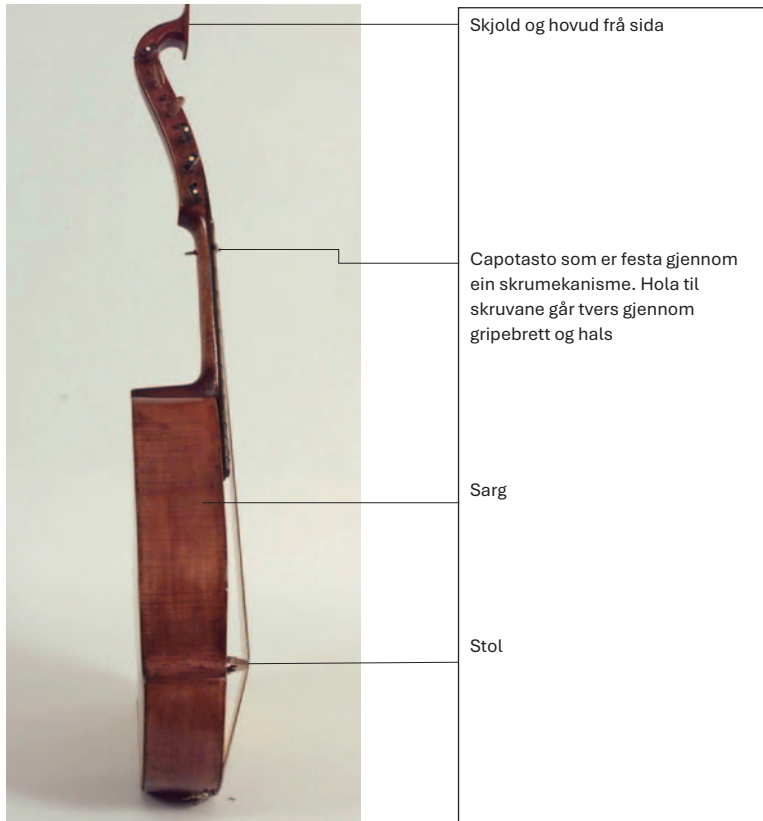 Skjold og hovud frå sida
Capotasto som er festa gjennom
ein skrumekanisme. Hola til
skruvane går tvers gjennom
gripebrett og hals
Sarg
Stol